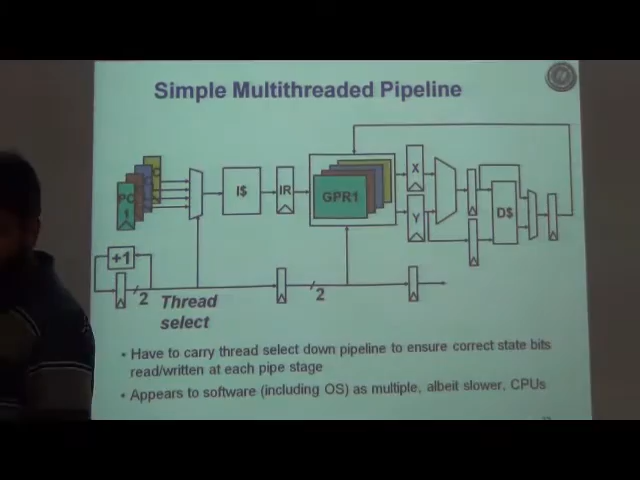 Simple Multithreaded Pipeline
PC
1
I$
IR
GPR1
X
Y
D$
+1
2
Thread
select
2
• Have to carry thread select down pipeline to ensure correct state bits
read/written at each pipe stage
• Appears to software (including OS) as multiple, albeit slower, CPUs